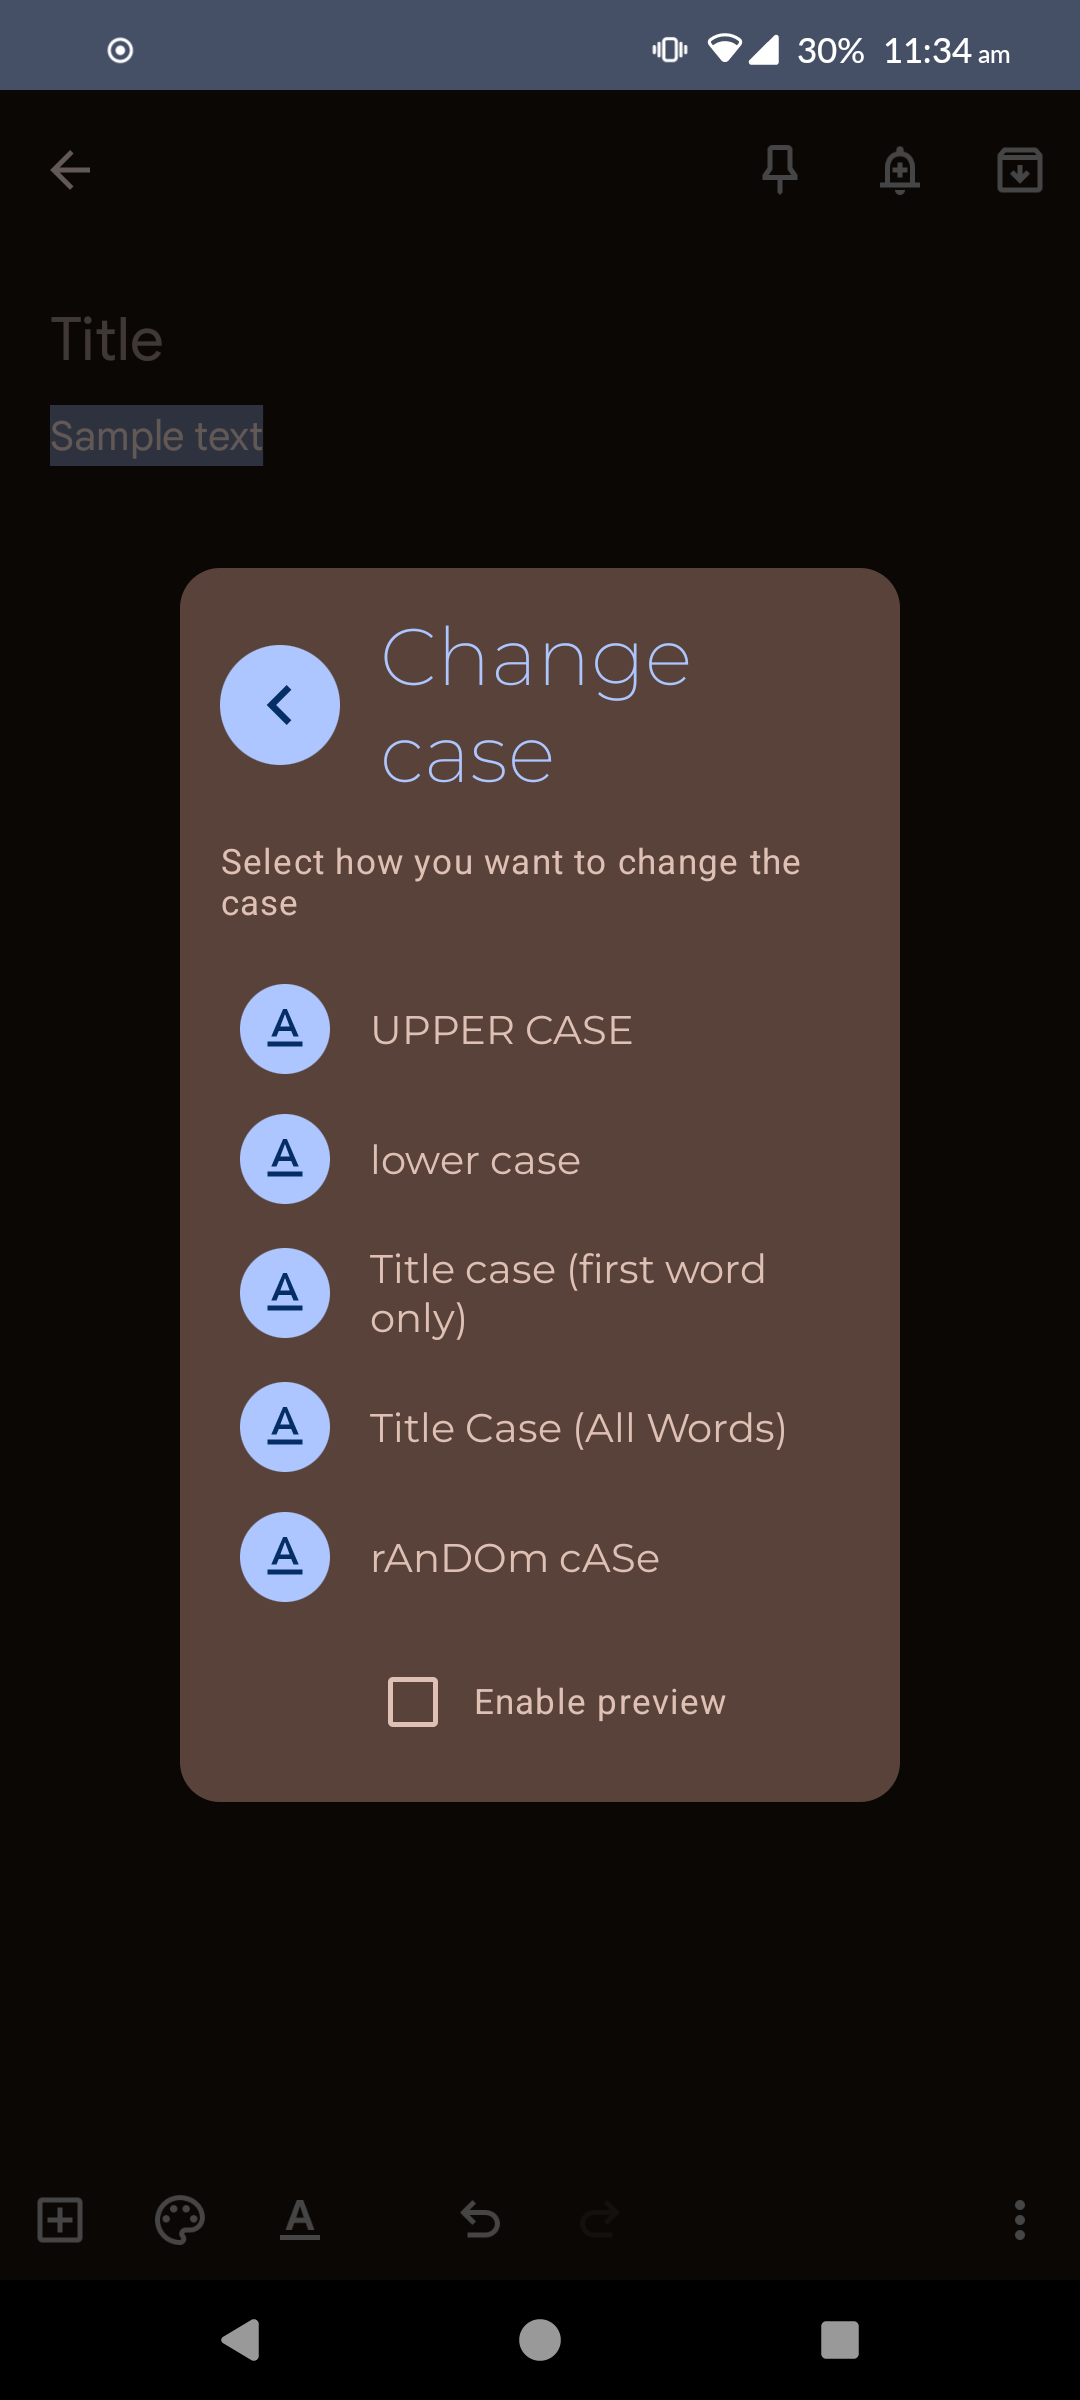 30% 11:34 am
Title
Sample text
Change
case
Select how you want to change the
case
A UPPER CASE
A lower case
A Title case (first word
only)
A Title Case (All Words)
A rAnDOm cASe
Enable preview
A